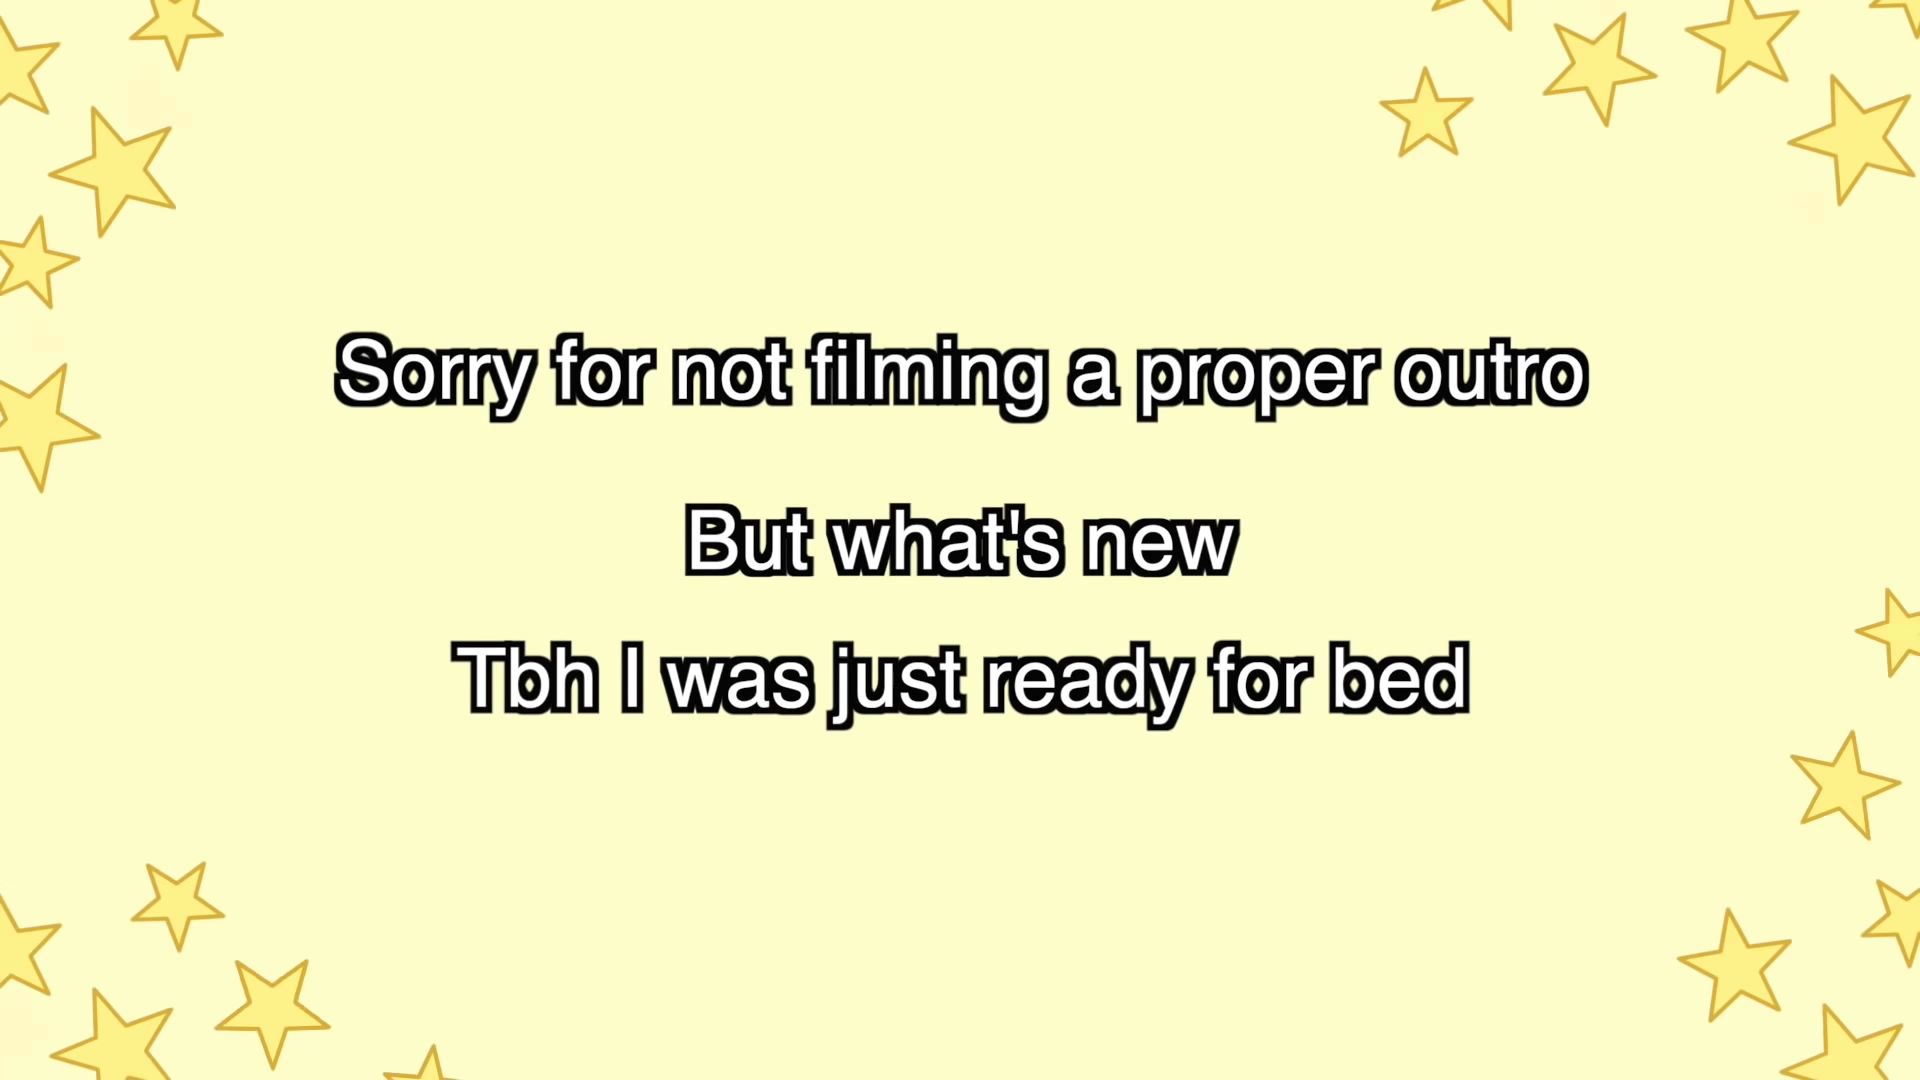 Sorry for not filming a proper outro
But what's new
Tbh I was just ready for bed